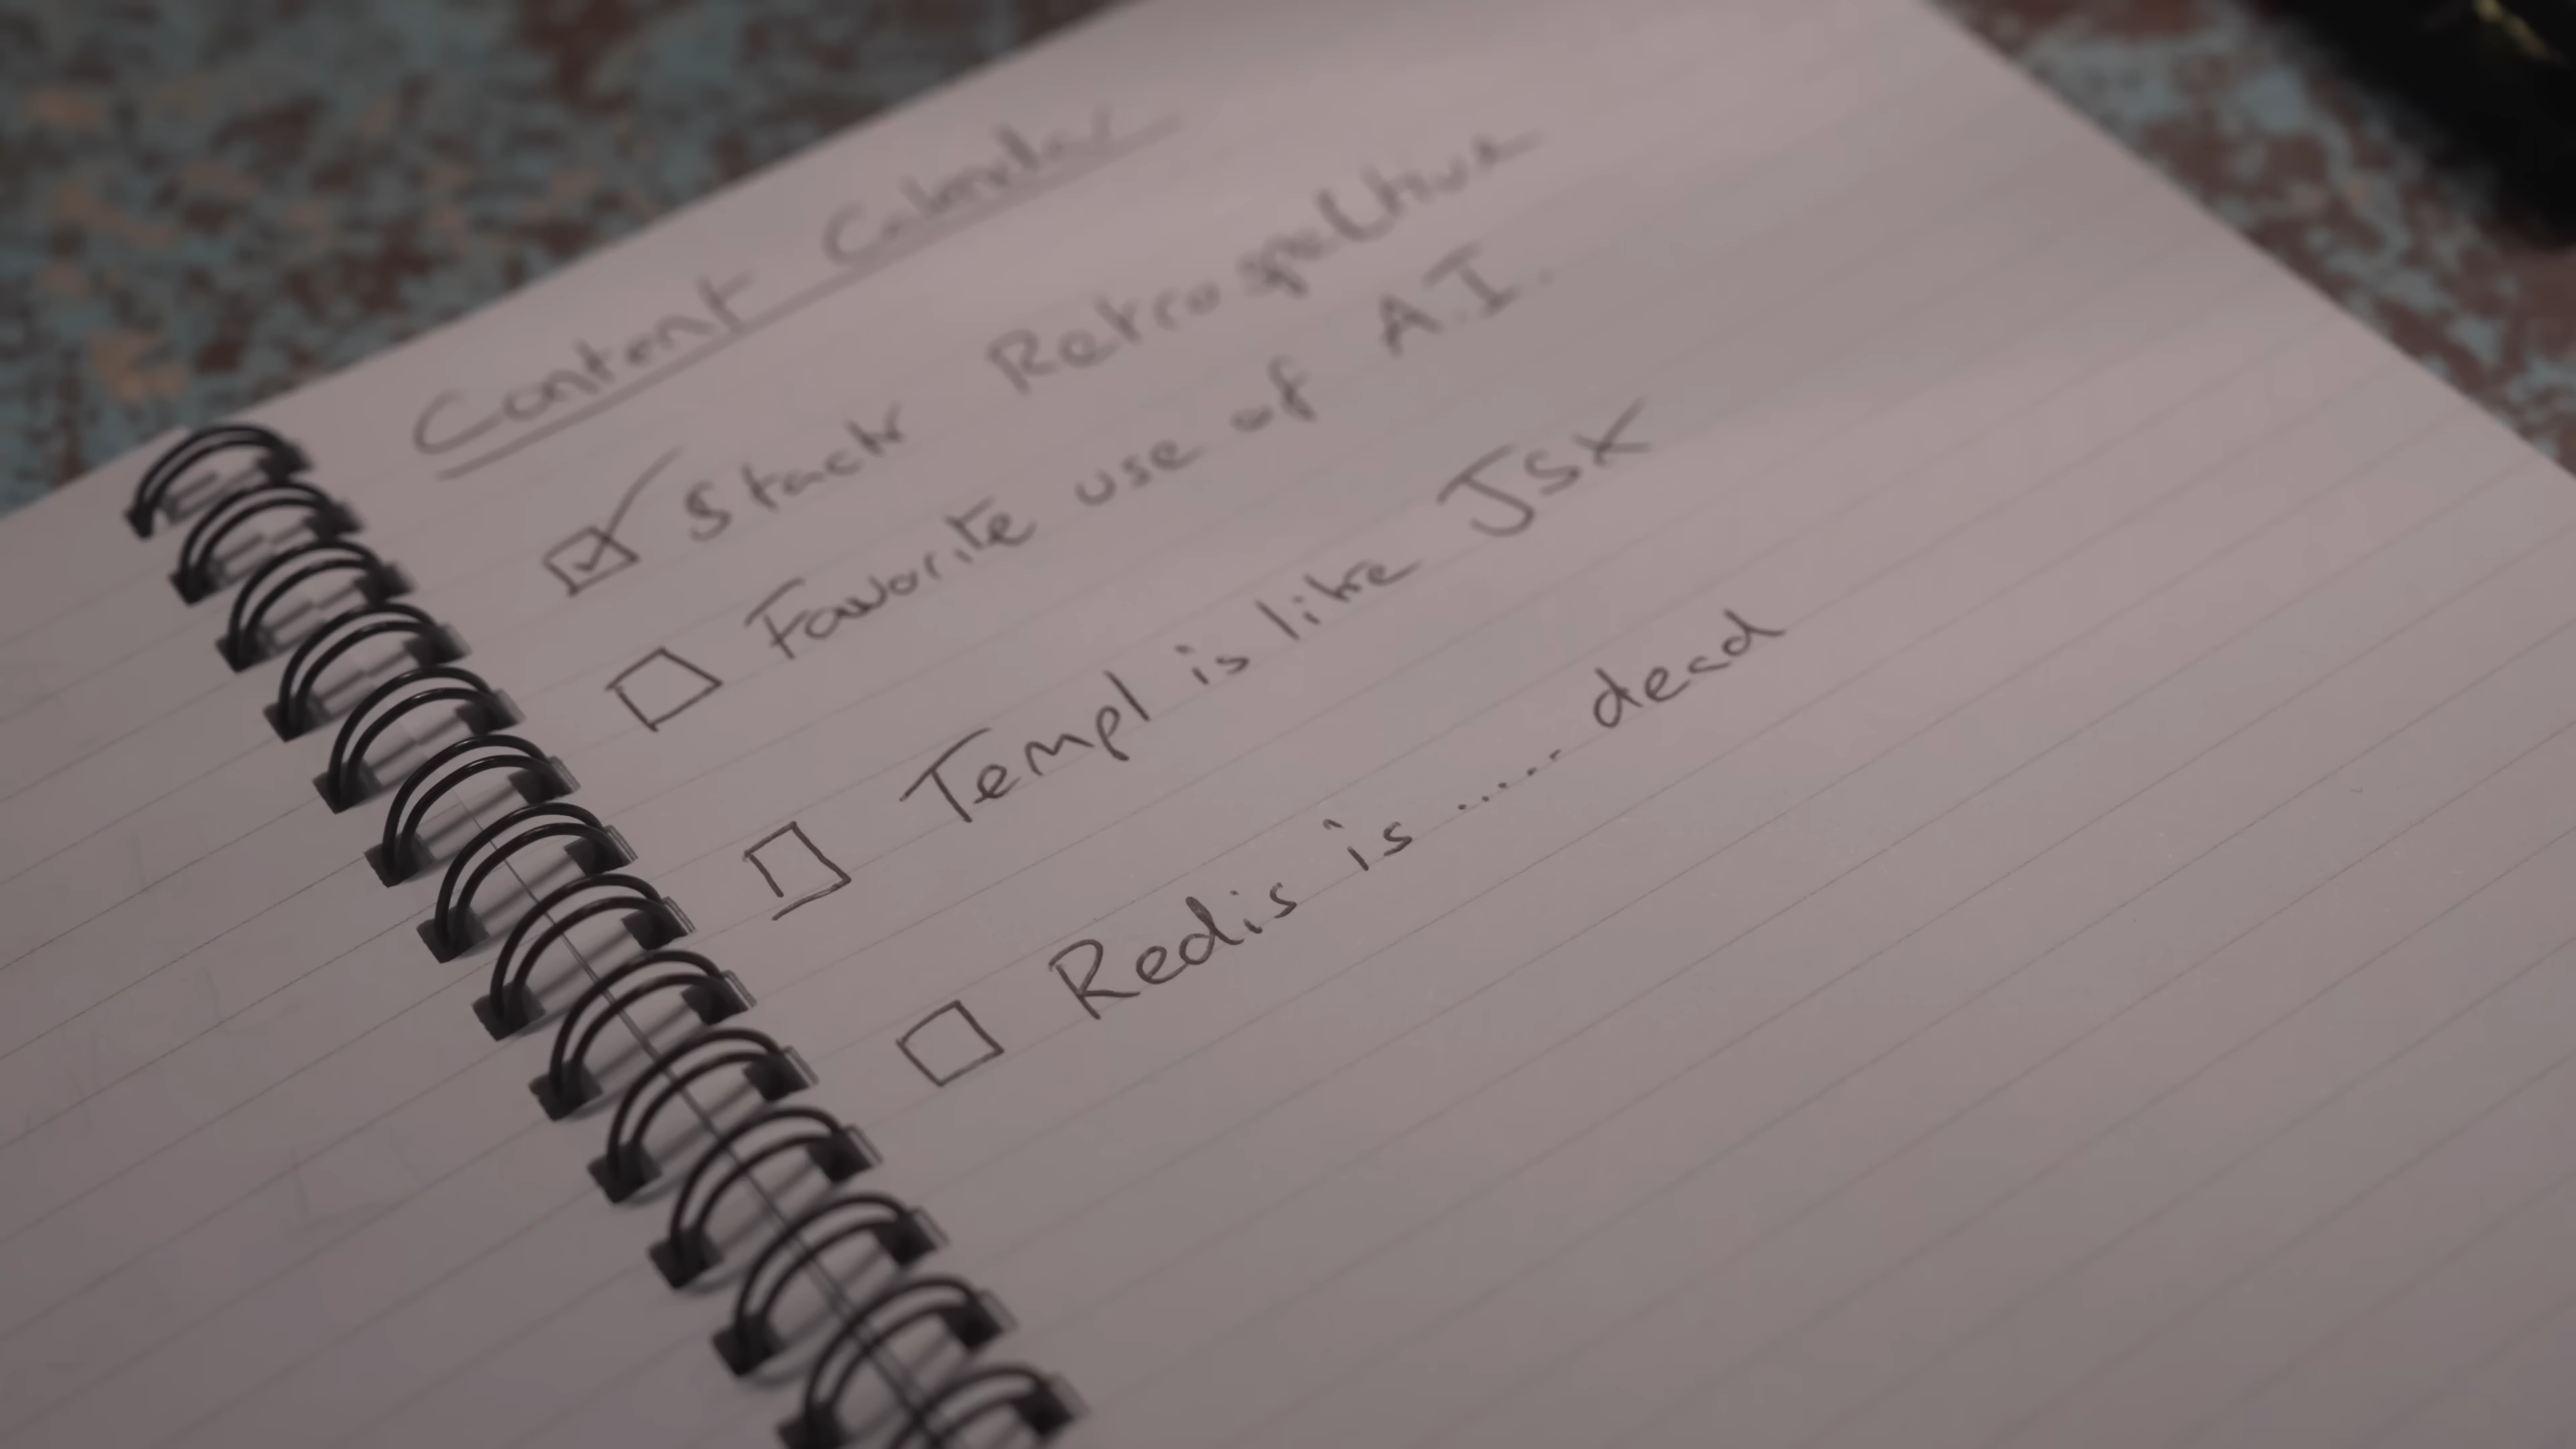 Content Calendar
Stack Retrospective
Favorite use of A.I.
Templ is like JSX
Redis is ...... dead